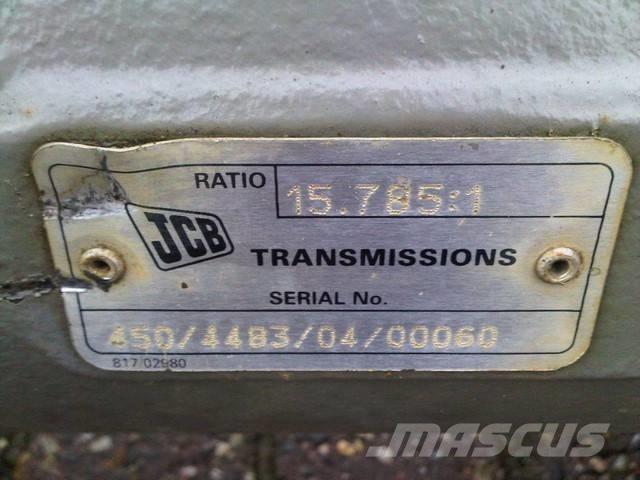 RATIO 15.785:1
JCB
TRANSMISSIONS
SERIAL No.
450/4483/04/00060
817/02980
MASCUS